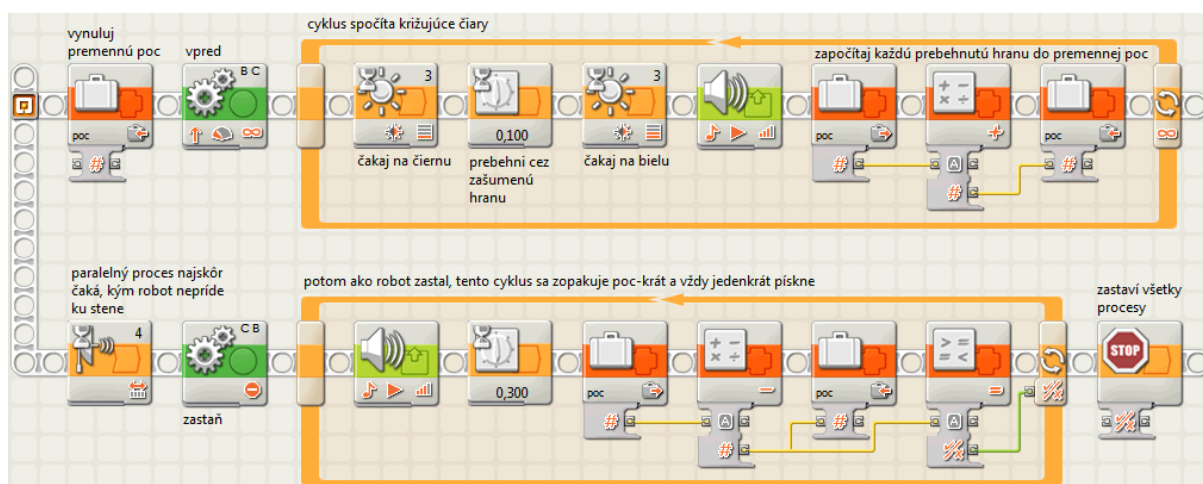 vynuluj
premennú poc
vpred
cyklus spočíta križujúce čiary
započítaj každú prebehnutú hranu do premennej poc
B C
3
3
poc
0,100
poc
poc
A
čakaj na čiernu
prebehni cez
zašumenú
hranu
čakaj na bielu
paralelný proces najskôr
čaká, kým robot nepríde
ku stene
potom ako robot zastal, tento cyklus sa zopakuje poc-krát a vždy jedenkrát pískne
zastaví všetky
procesy
4
C B
STOP
0,300
poc
poc
A
A
zastaň